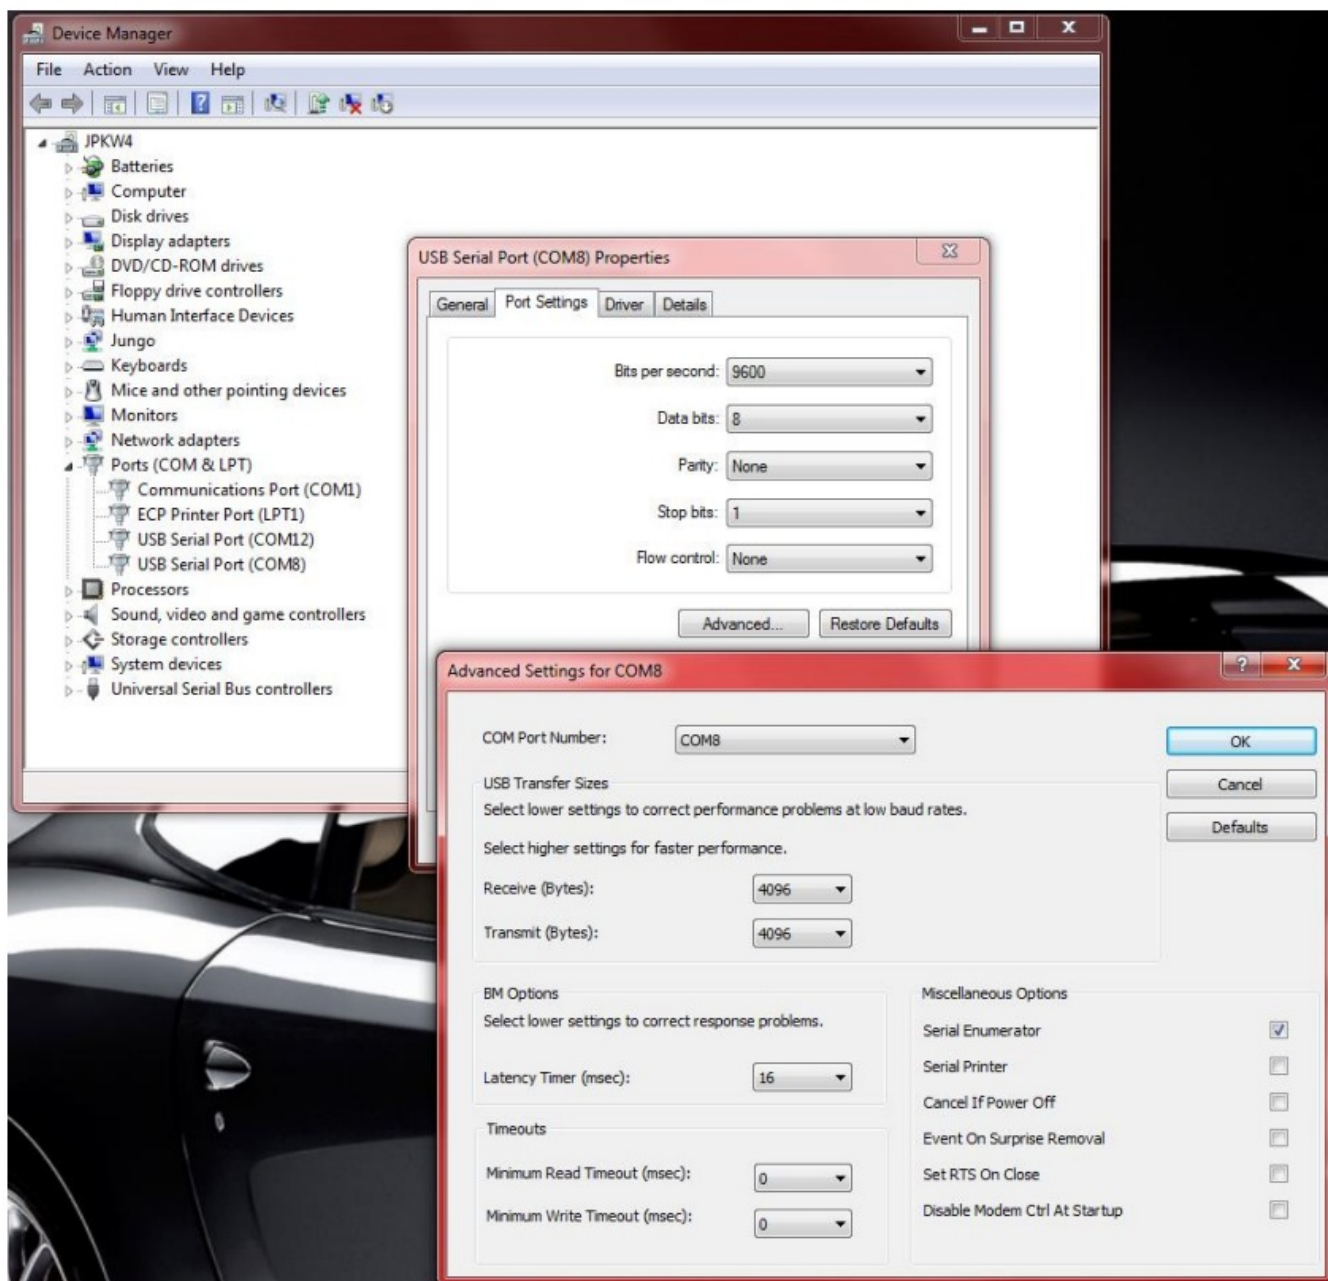 Device Manager
File Action View Help
JPKW4
Batteries
Computer
Disk drives
Display adapters
DVD/CD-ROM drives
Floppy drive controllers
Human Interface Devices
Jungo
Keyboards
Mice and other pointing devices
Monitors
Network adapters
Ports (COM & LPT)
Communications Port (COM1)
ECP Printer Port (LPT1)
USB Serial Port (COM12)
USB Serial Port (COM8)
Processors
Sound, video and game controllers
Storage controllers
System devices
Universal Serial Bus controllers
USB Serial Port (COM8) Properties
General Port Settings Driver Details
Bits per second: 9600
Data bits: 8
Parity: None
Stop bits: 1
Flow control: None
Advanced... Restore Defaults
Advanced Settings for COM8
COM Port Number: COM8
OK
Cancel
Defaults
USB Transfer Sizes
Select lower settings to correct performance problems at low baud rates.
Select higher settings for faster performance.
Receive (Bytes): 4096
Transmit (Bytes): 4096
BM Options
Select lower settings to correct response problems.
Latency Timer (msec): 16
Timeouts
Minimum Read Timeout (msec): 0
Minimum Write Timeout (msec): 0
Miscellaneous Options
Serial Enumerator
Serial Printer
Cancel If Power Off
Event On Surprise Removal
Set RTS On Close
Disable Modem Ctrl At Startup